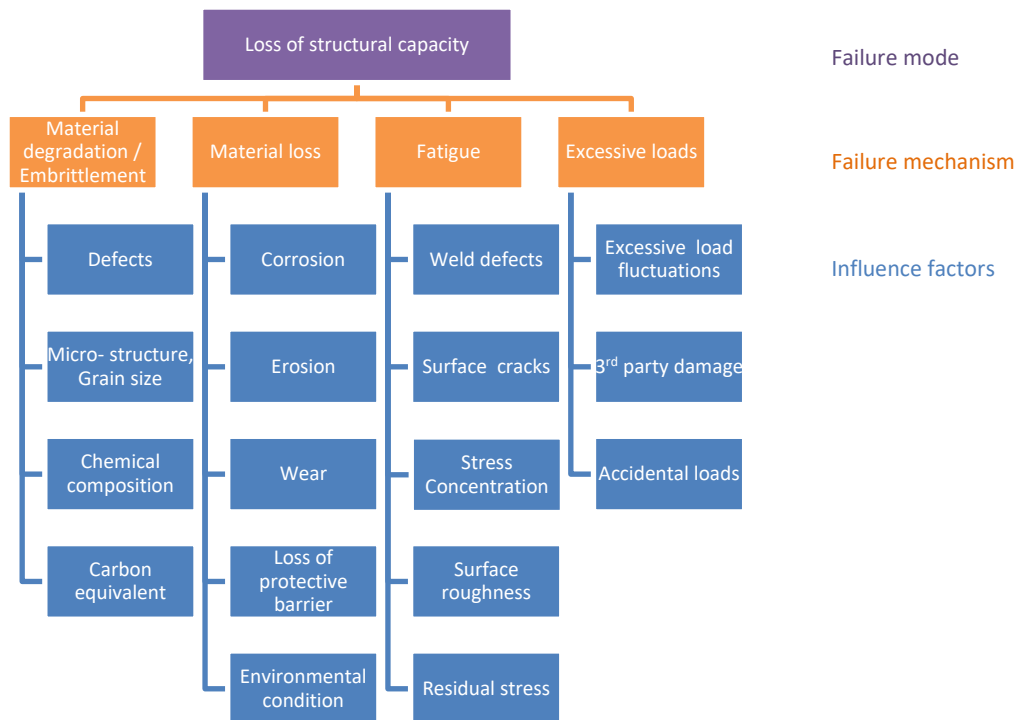 Loss of structural capacity
Failure mode
Material
degradation /
Embrittlement
Material loss
Fatigue
Excessive loads
Failure mechanism
Defects
Corrosion
Weld defects
Excessive load
fluctuations
Influence factors
Micro- structure,
Grain size
Erosion
Surface cracks
3rd party damage
Chemical
composition
Wear
Stress
Concentration
Accidental loads
Carbon
equivalent
Loss of
protective
barrier
Surface
roughness
Environmental
condition
Residual stress